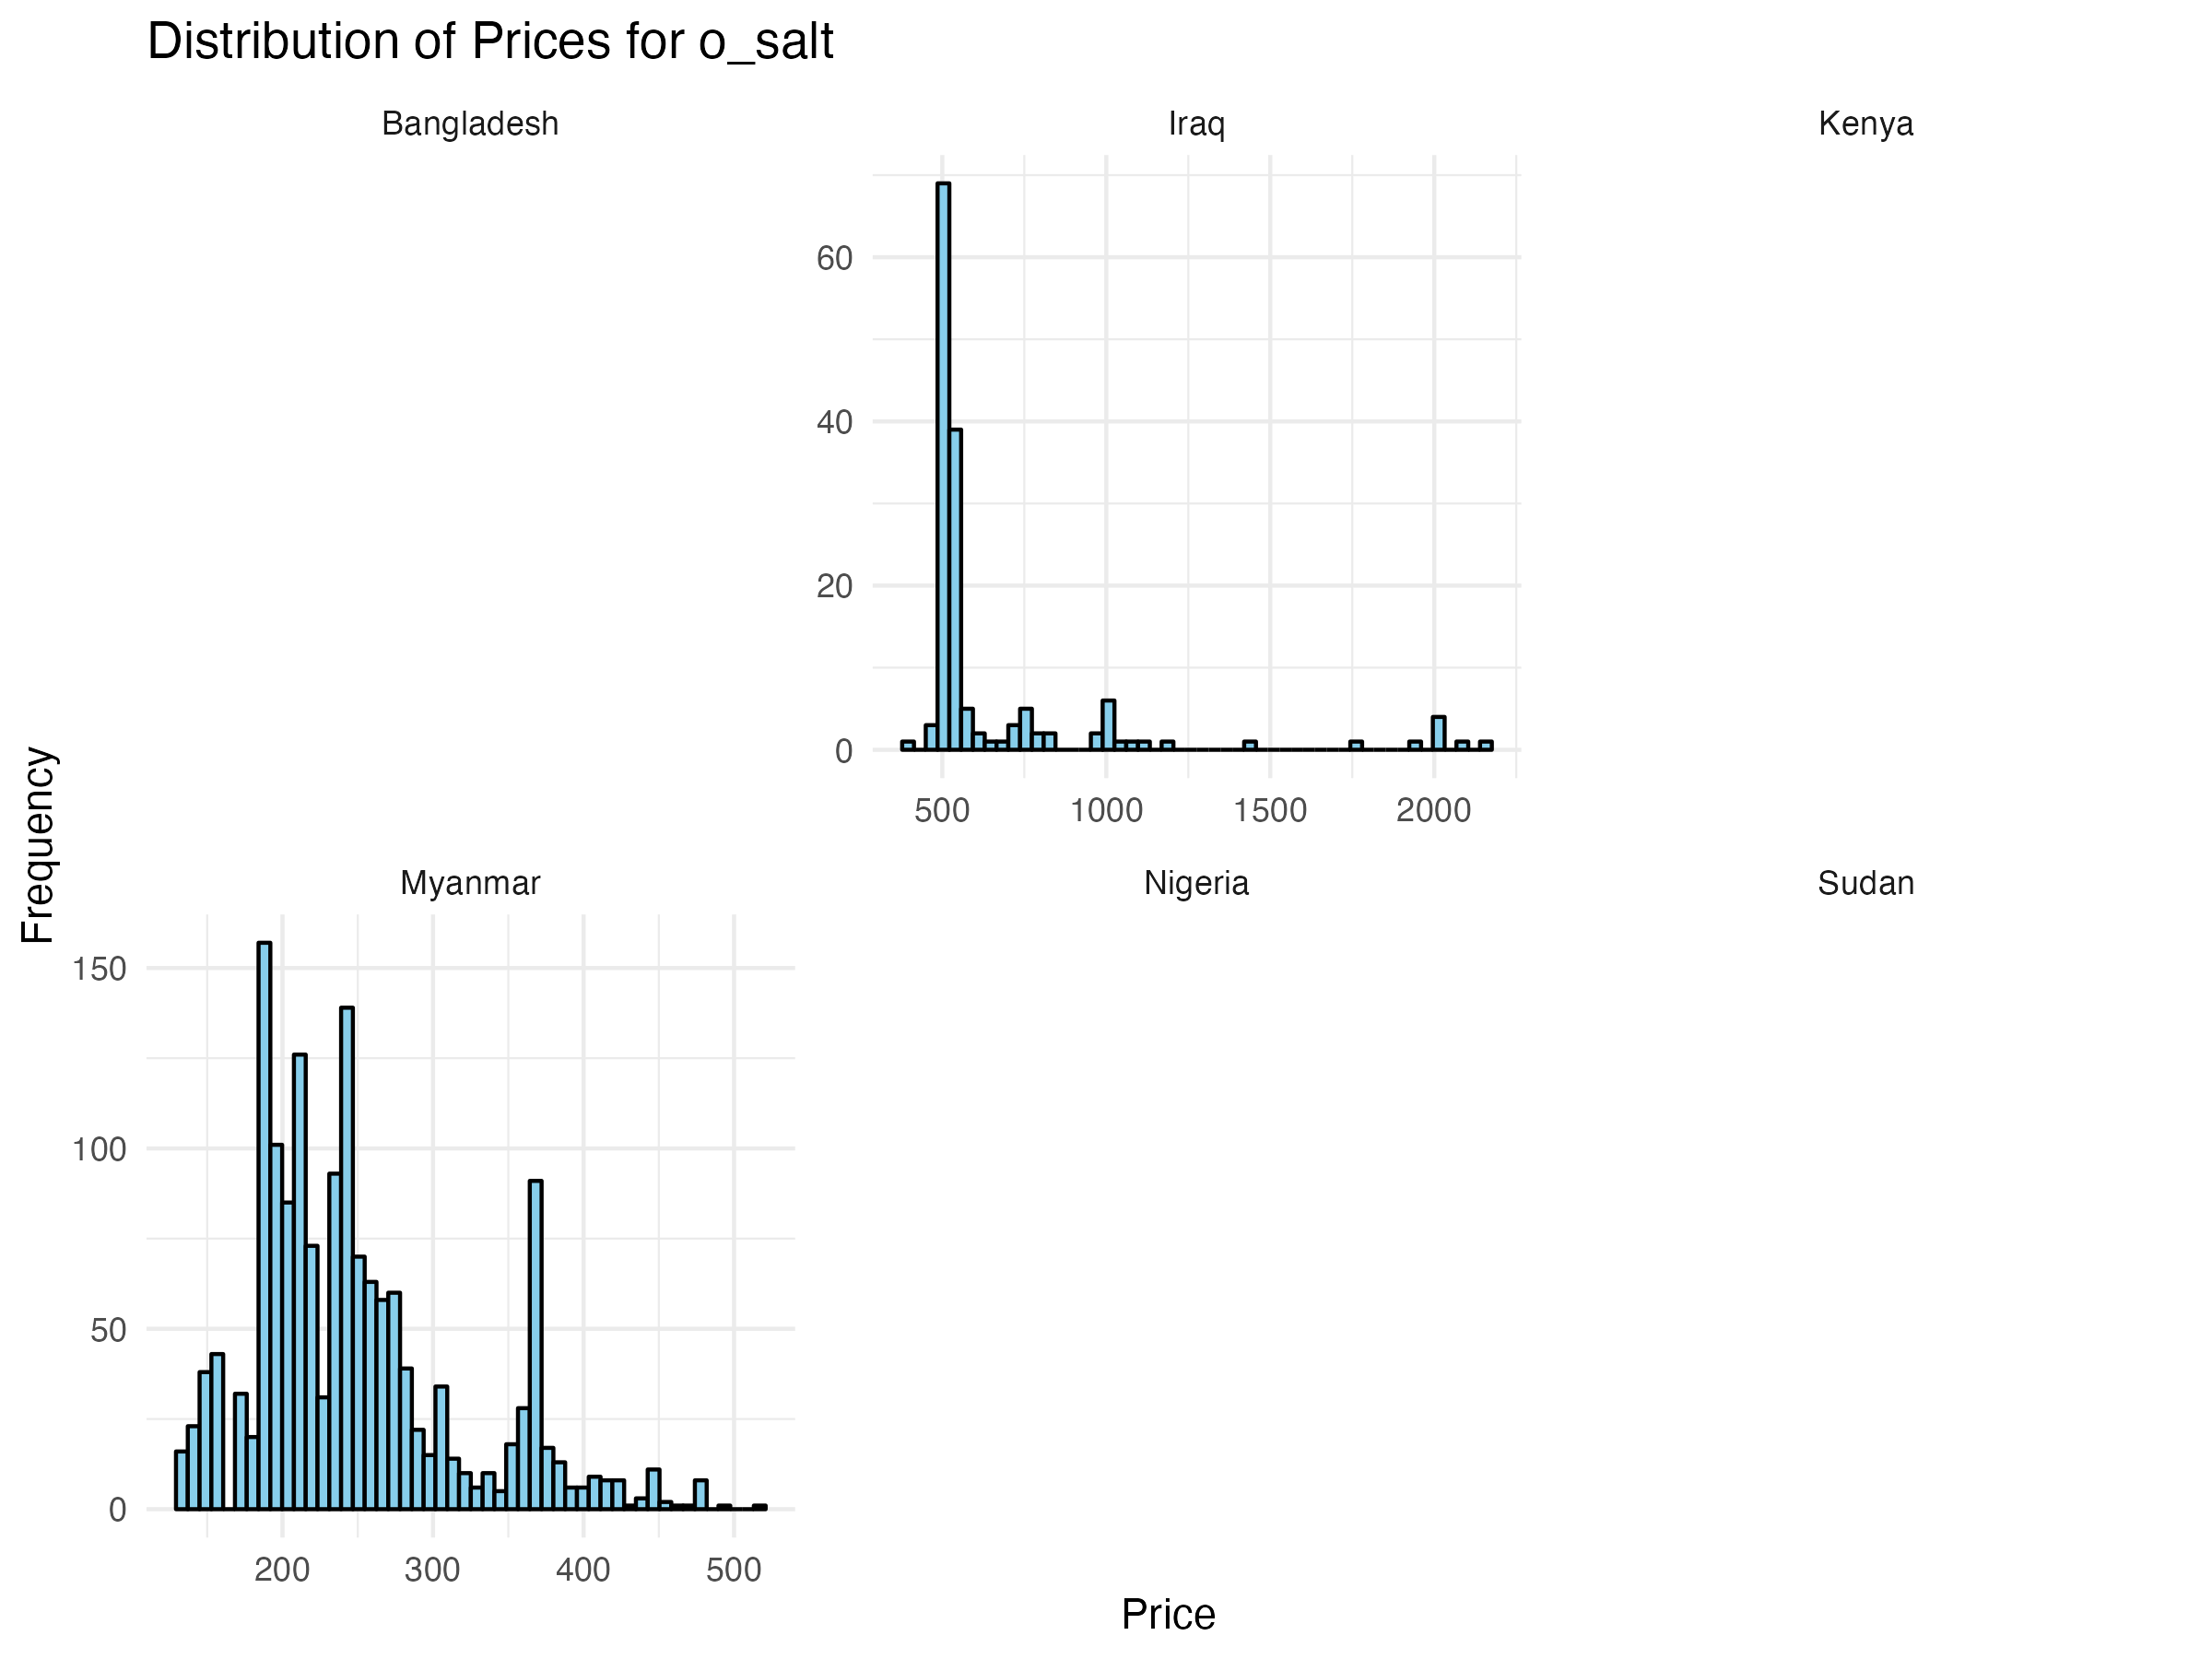 Distribution of Prices for o_salt
Bangladesh
Iraq
Kenya
60
40
20
0
500 1000 1500 2000
Frequency
Myanmar
Nigeria
Sudan
150
100
50
0
200 300 400 500
Price